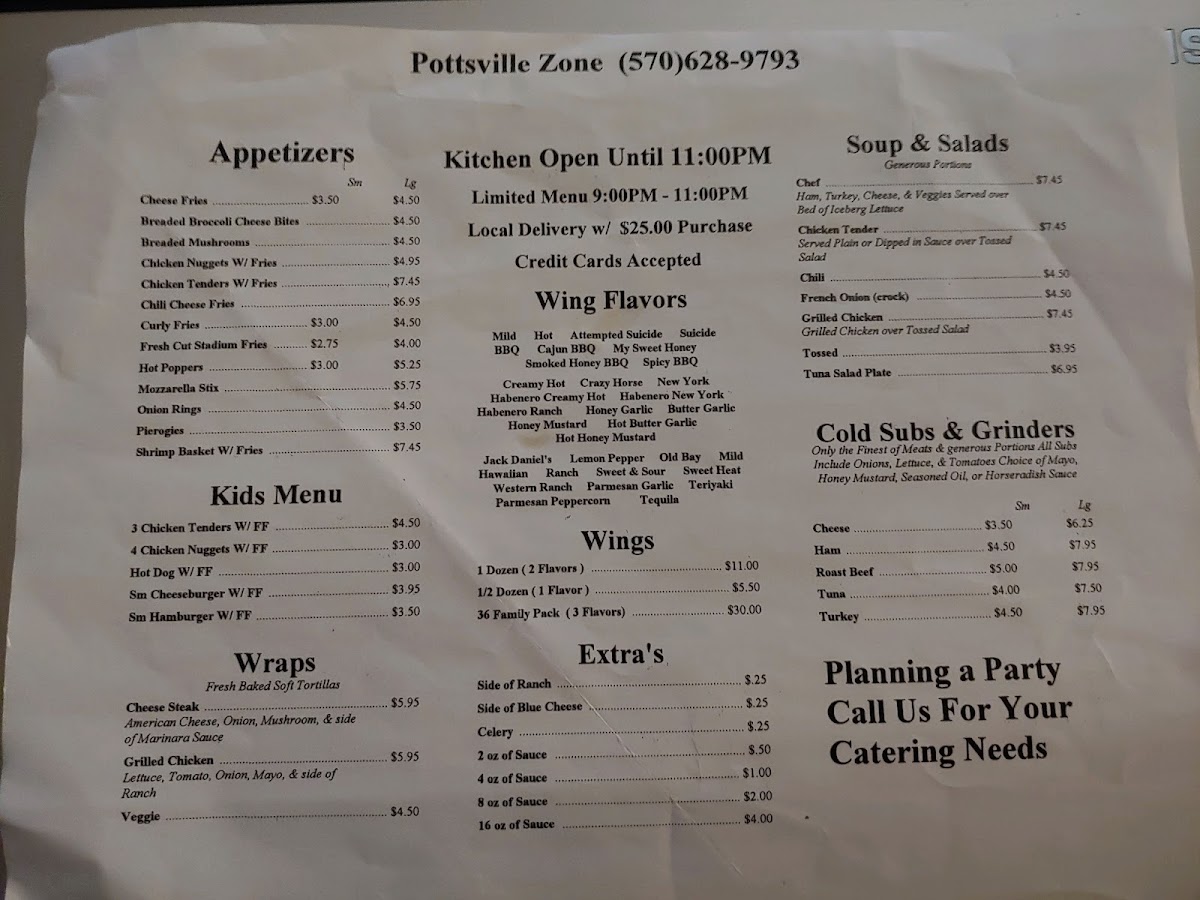 Pottsville Zone (570)628-9793
Appetizers
Sm Lg
Cheese Fries $3.50 $4.50
Breaded Broccoli Cheese Bites $4.50
Breaded Mushrooms $4.50
Chicken Nuggets W/ Fries $4.95
Chicken Tenders W/ Fries $7.45
Chili Cheese Fries $6.95
Curly Fries $3.00 $4.50
Fresh Cut Stadium Fries $2.75 $4.00
Hot Poppers $3.00 $5.25
Mozzarella Stix $5.75
Onion Rings $4.50
Pierogies $3.50
Shrimp Basket W/ Fries $7.45
Kids Menu
3 Chicken Tenders W/ FF $4.50
4 Chicken Nuggets W/ FF $3.00
Hot Dog W/ FF $3.00
Sm Cheeseburger W/ FF $3.95
Sm Hamburger W/ FF $3.50
Wraps
Fresh Baked Soft Tortillas
Cheese Steak $5.95
American Cheese, Onion, Mushroom, & side
of Marinara Sauce
Grilled Chicken $5.95
Lettuce, Tomato, Onion, Mayo, & side of
Ranch
Veggie $4.50
Kitchen Open Until 11:00PM
Limited Menu 9:00PM - 11:00PM
Local Delivery w/ $25.00 Purchase
Credit Cards Accepted
Wing Flavors
Mild Hot Attempted Suicide Suicide
BBQ Cajun BBQ My Sweet Honey
Smoked Honey BBQ Spicy BBQ
Creamy Hot Crazy Horse New York
Habenero Creamy Hot Habenero New York
Habenero Ranch Honey Garlic Butter Garlic
Honey Mustard Hot Butter Garlic
Hot Honey Mustard
Jack Daniel's Lemon Pepper Old Bay Mild
Hawaiian Ranch Sweet & Sour Sweet Heat
Western Ranch Parmesan Garlic Teriyaki
Parmesan Peppercorn Tequila
Wings
1 Dozen ( 2 Flavors ) $11.00
1/2 Dozen ( 1 Flavor ) $5.50
36 Family Pack ( 3 Flavors) $30.00
Extra's
Side of Ranch $.25
Side of Blue Cheese $.25
Celery $.25
2 oz of Sauce $.50
4 oz of Sauce $1.00
8 oz of Sauce $2.00
16 oz of Sauce $4.00
Soup & Salads
Generous Portions
Chef $7.45
Ham, Turkey, Cheese, & Veggies Served over
Bed of Iceberg Lettuce
Chicken Tender $7.45
Served Plain or Dipped in Sauce over Tossed
Salad
Chili $4.50
French Onion (crock) $4.50
Grilled Chicken $7.45
Grilled Chicken over Tossed Salad
Tossed $3.95
Tuna Salad Plate $6.95
Cold Subs & Grinders
Only the Finest of Meats & generous Portions All Subs
Include Onions, Lettuce, & Tomatoes Choice of Mayo,
Honey Mustard, Seasoned Oil, or Horseradish Sauce
Sm Lg
Cheese $3.50 $6.25
Ham $4.50 $7.95
Roast Beef $5.00 $7.95
Tuna $4.00 $7.50
Turkey $4.50 $7.95
Planning a Party
Call Us For Your
Catering Needs